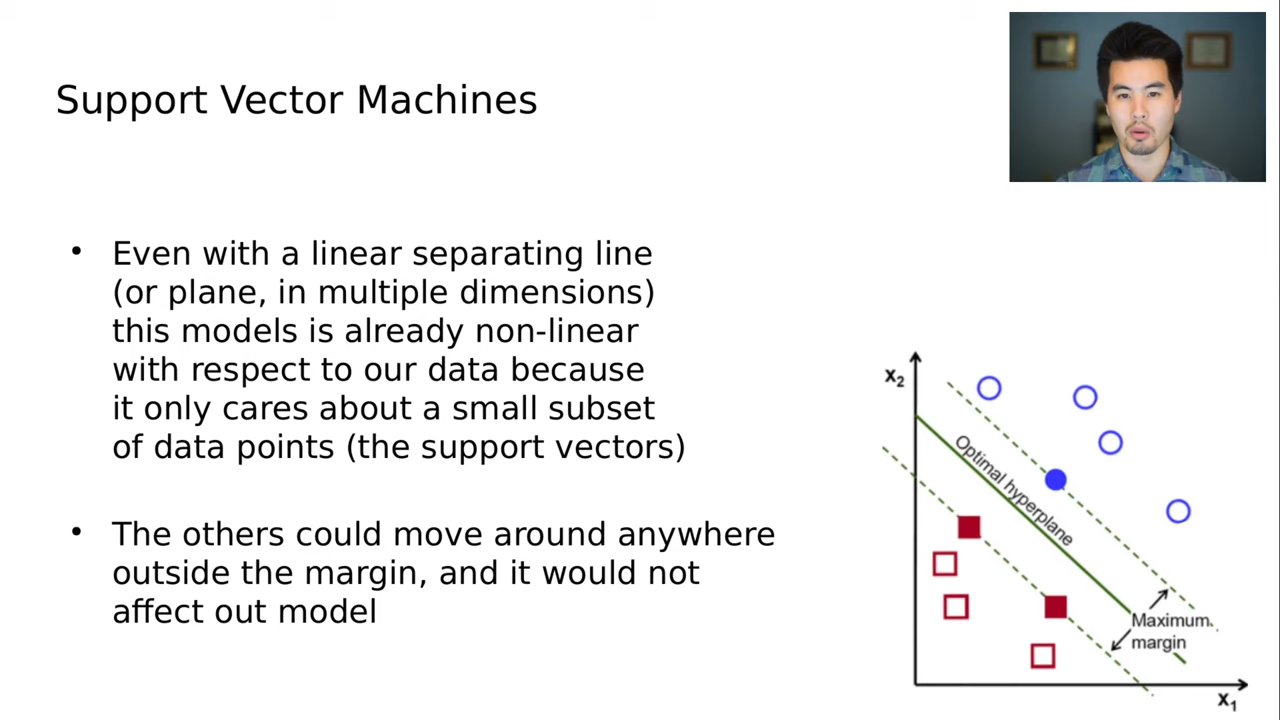 Support Vector Machines
• Even with a linear separating line
(or plane, in multiple dimensions)
this models is already non-linear
with respect to our data because
it only cares about a small subset
of data points (the support vectors)
• The others could move around anywhere
outside the margin, and it would not
affect out model
x₂
Optimal hyperplane
Maximum
margin
x₁